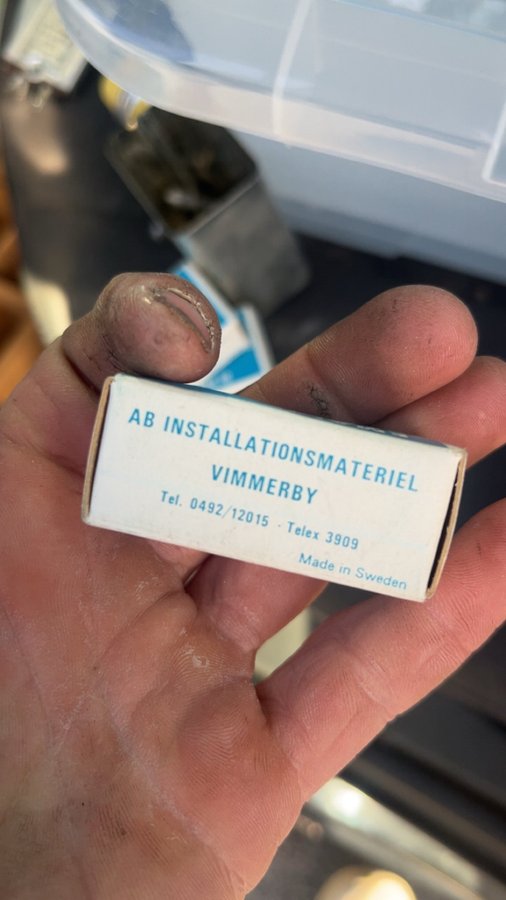 AB INSTALLATIONSMATERIEL
VIMMERBY
Tel. 0492/12015 · Telex 3909
Made in Sweden